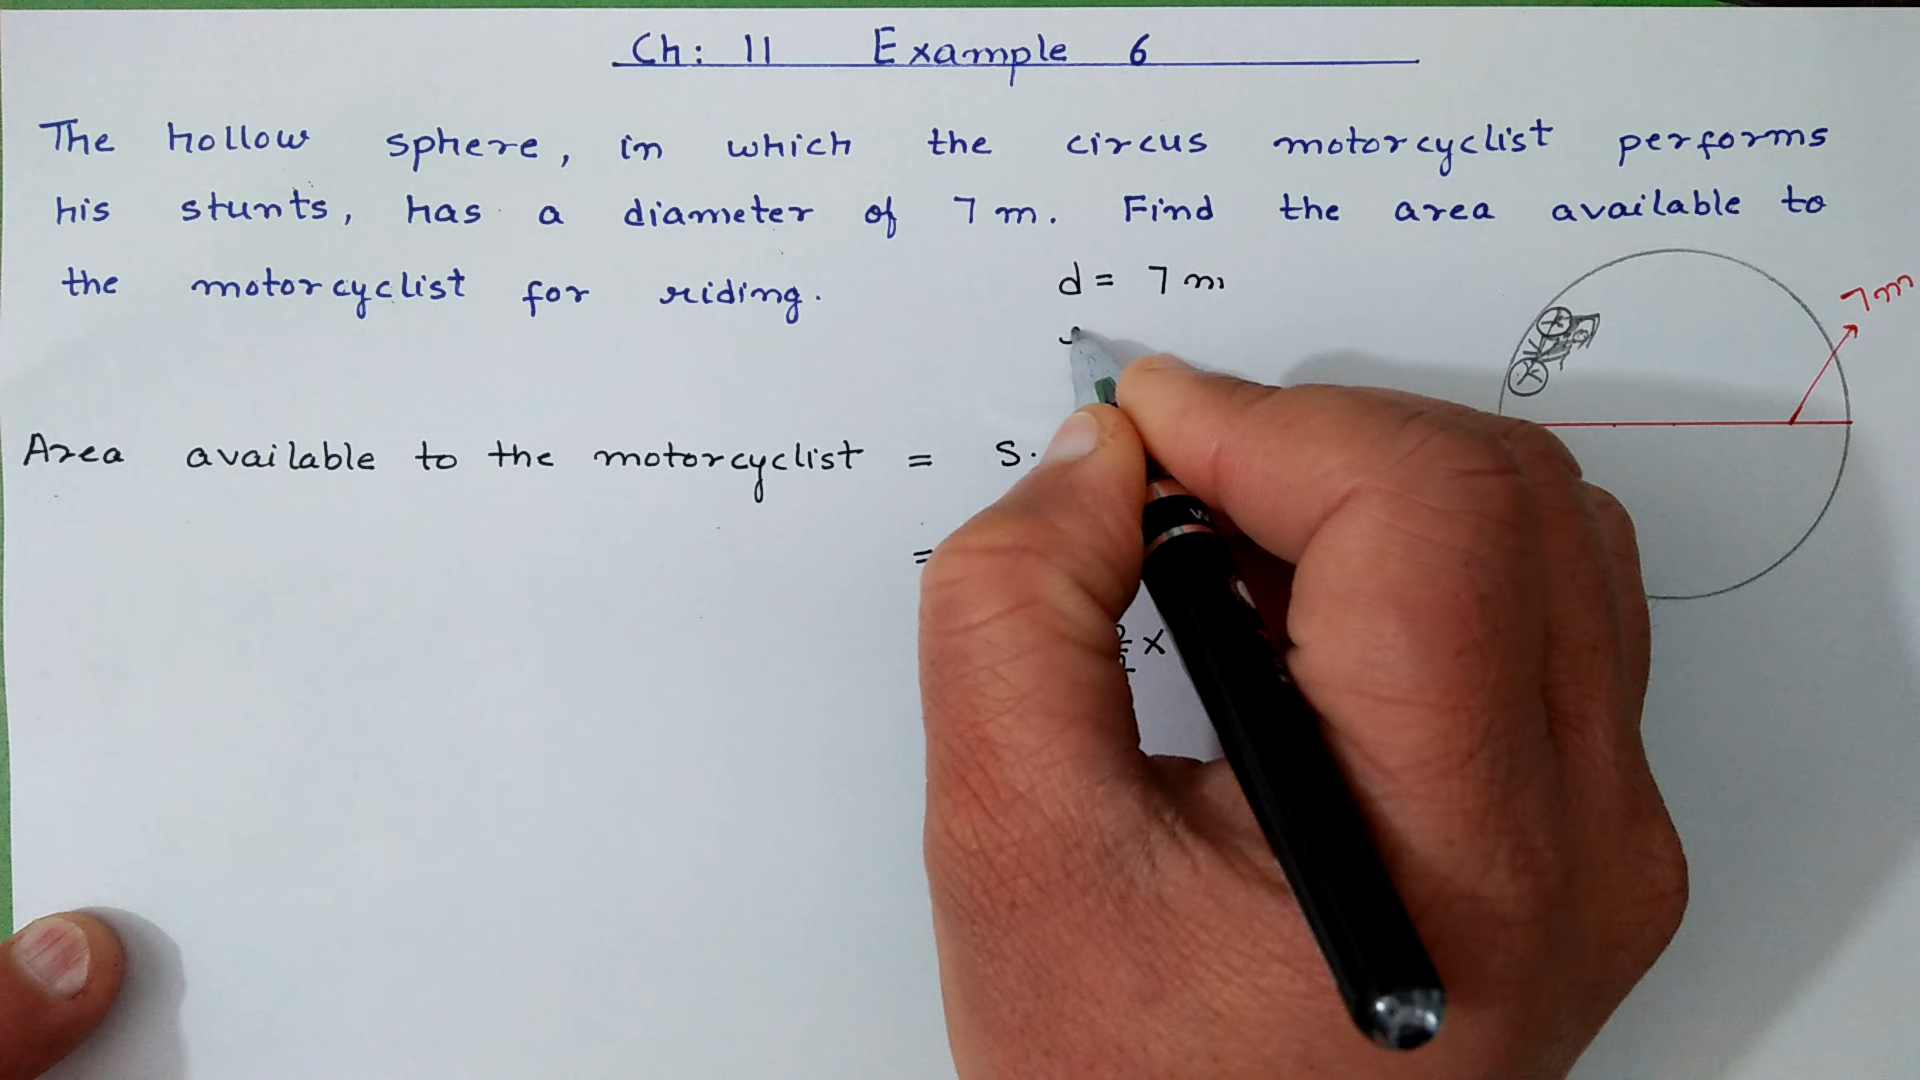 Ch: 11 Example 6
The hollow sphere, in which the circus motorcyclist performs
his stunts, has a diameter of 7 m. Find the area available to
the motorcyclist for riding.
d = 7 m
7m
Area available to the motorcyclist = S.
=
×